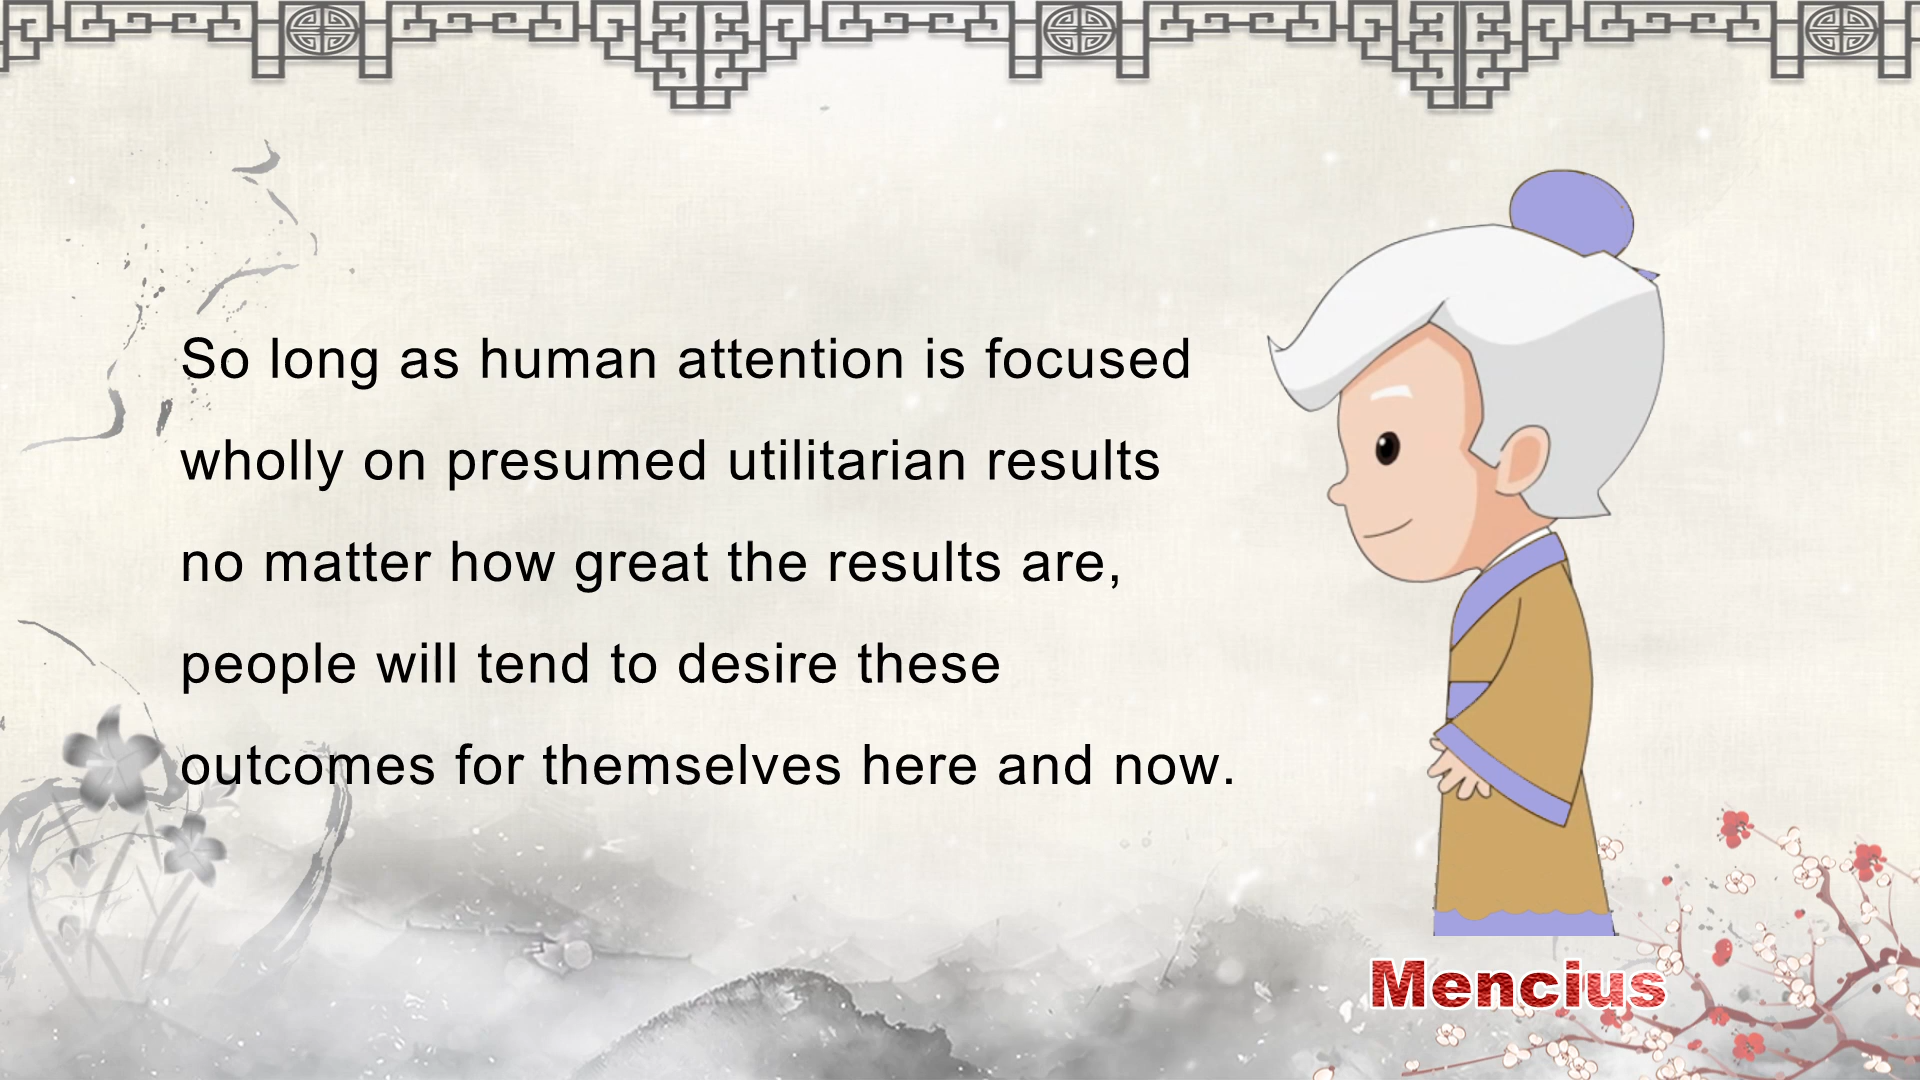 So long as human attention is focused
wholly on presumed utilitarian results
no matter how great the results are,
people will tend to desire these
outcomes for themselves here and now.
Mencius